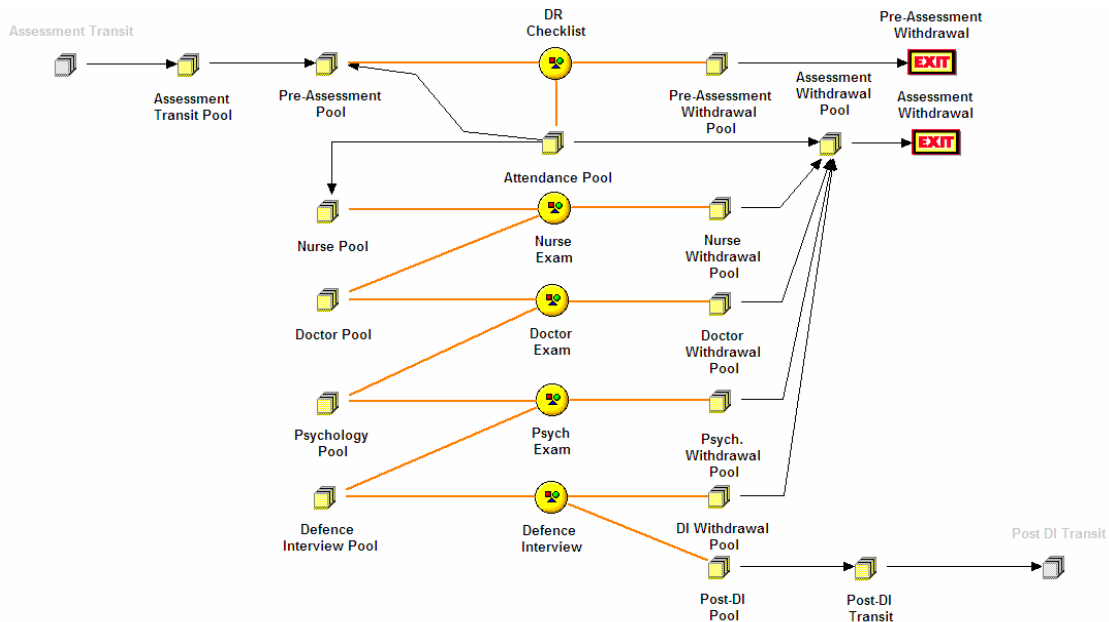 DR
Checklist
Pre-Assessment
Withdrawal
Assessment Transit
EXIT
Assessment
Transit Pool
Pre-Assessment
Pool
Pre-Assessment
Withdrawal
Pool
Assessment
Withdrawal
Pool
Assessment
Withdrawal
EXIT
Attendance Pool
Nurse Pool
Nurse
Exam
Nurse
Withdrawal
Pool
Doctor Pool
Doctor
Exam
Doctor
Withdrawal
Pool
Psychology
Pool
Psych
Exam
Psych.
Withdrawal
Pool
Defence
Interview Pool
Defence
Interview
DI Withdrawal
Pool
Post DI Transit
Post-DI
Pool
Post-DI
Transit